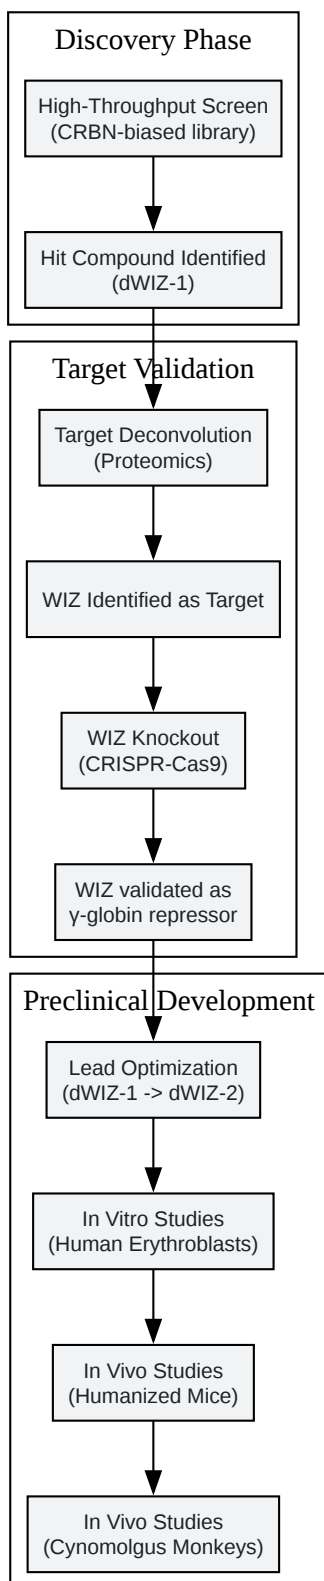 Discovery Phase
High-Throughput Screen
(CRBN-biased library)
Hit Compound Identified
(dWIZ-1)
Target Validation
Target Deconvolution
(Proteomics)
WIZ Identified as Target
WIZ Knockout
(CRISPR-Cas9)
WIZ validated as
γ-globin repressor
Preclinical Development
Lead Optimization
(dWIZ-1 -> dWIZ-2)
In Vitro Studies
(Human Erythroblasts)
In Vivo Studies
(Humanized Mice)
In Vivo Studies
(Cynomolgus Monkeys)